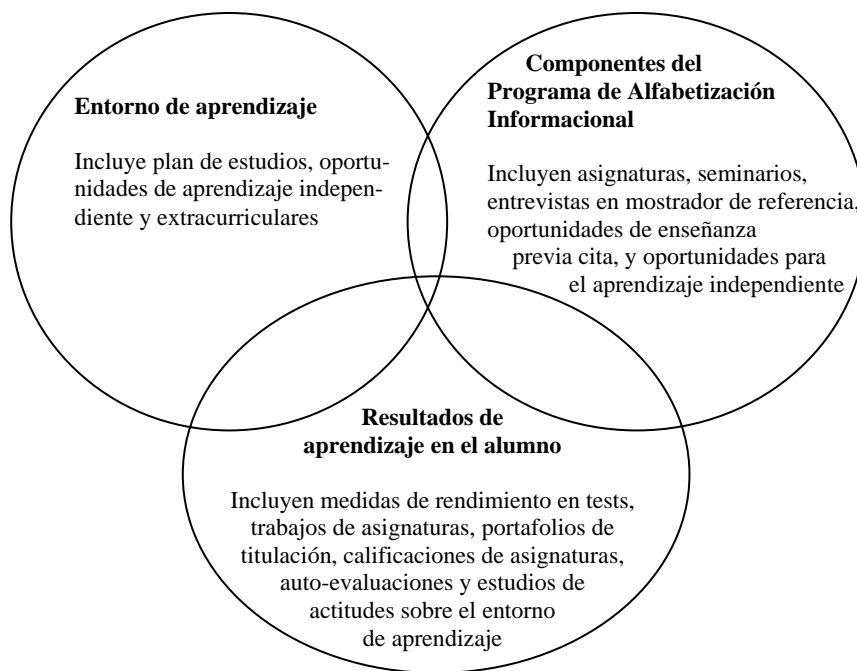 Entorno de aprendizaje
Incluye plan de estudios, oportu-
nidades de aprendizaje indepen-
diente y extracurriculares
Componentes del
Programa de Alfabetización
Informacional
Incluyen asignaturas, seminarios,
entrevistas en mostrador de referencia,
oportunidades de enseñanza
previa cita, y oportunidades para
el aprendizaje independiente
Resultados de
aprendizaje en el alumno
Incluyen medidas de rendimiento en tests,
trabajos de asignaturas, portafolios de
titulación, calificaciones de asignaturas,
auto-evaluaciones y estudios de
actitudes sobre el entorno
de aprendizaje